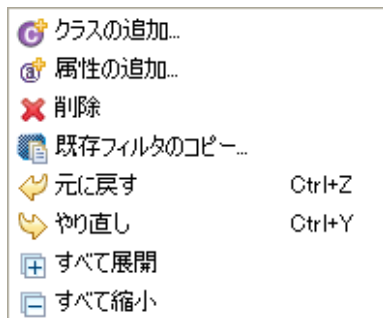 クラスの追加...
属性の追加...
削除
既存フィルタのコピー...
元に戻す Ctrl+Z
やり直し Ctrl+Y
すべて展開
すべて縮小